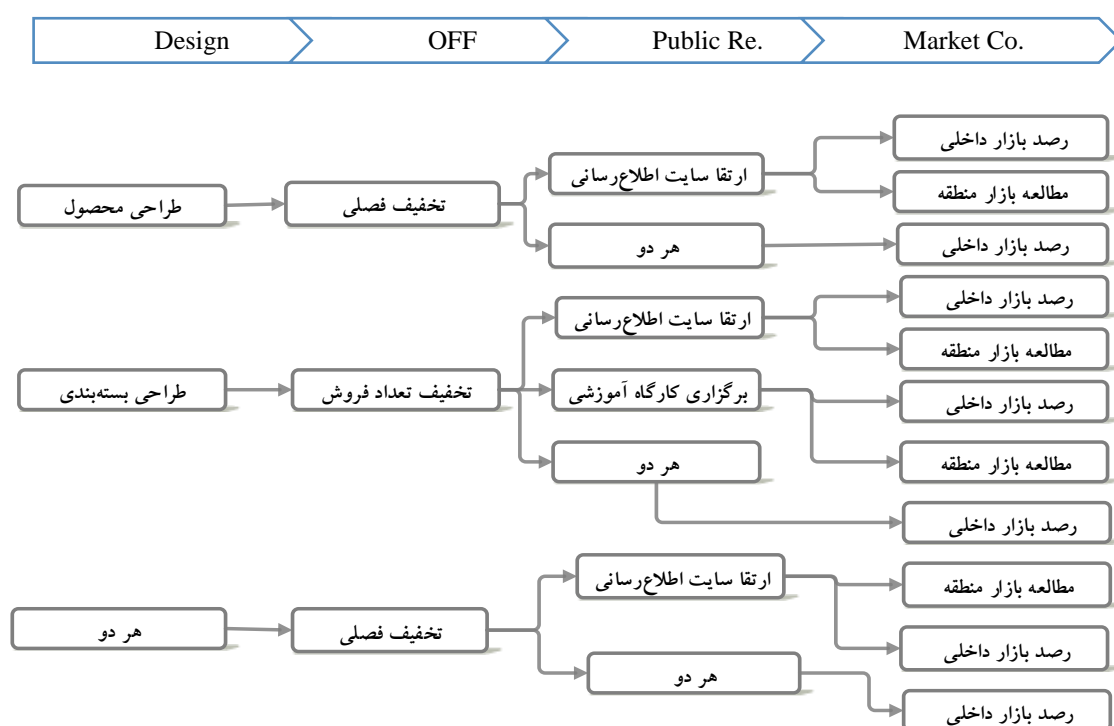 Design OFF Public Re. Market Co.
رصد بازار داخلی
ارتقا سایت اطلاع‌رسانی
مطالعه بازار منطقه
طراحی محصول
تخفیف فصلی
هر دو
رصد بازار داخلی
رصد بازار داخلی
ارتقا سایت اطلاع‌رسانی
مطالعه بازار منطقه
طراحی بسته‌بندی
تخفیف تعداد فروش
برگزاری کارگاه آموزشی
رصد بازار داخلی
هر دو
مطالعه بازار منطقه
رصد بازار داخلی
ارتقا سایت اطلاع‌رسانی
مطالعه بازار منطقه
هر دو
تخفیف فصلی
رصد بازار داخلی
هر دو
رصد بازار داخلی